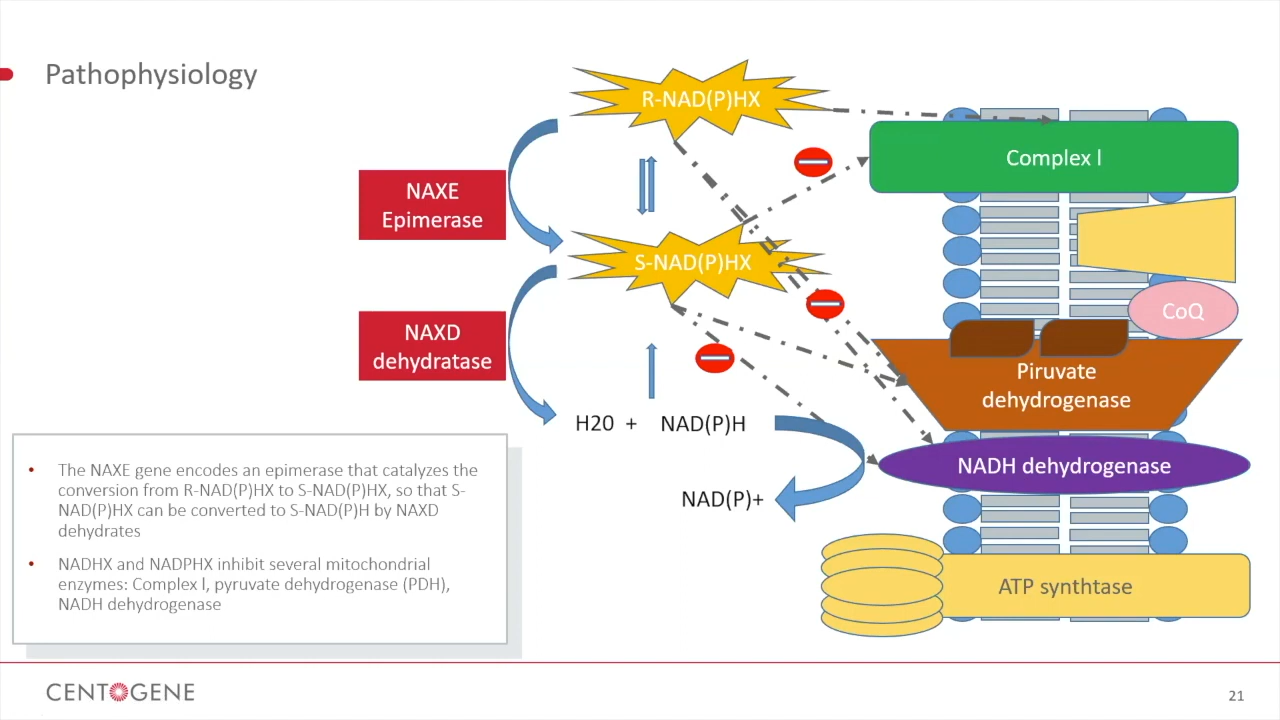 Pathophysiology
R-NAD(P)HX
Complex l
NAXE
Epimerase
S-NAD(P)HX
CoQ
NAXD
dehydratase
Piruvate
dehydrogenase
H20 + NAD(P)H
NADH dehydrogenase
NAD(P)+
ATP synthtase
• The NAXE gene encodes an epimerase that catalyzes the
conversion from R-NAD(P)HX to S-NAD(P)HX, so that S-
NAD(P)HX can be converted to S-NAD(P)H by NAXD
dehydrates
• NADHX and NADPHX inhibit several mitochondrial
enzymes: Complex l, pyruvate dehydrogenase (PDH),
NADH dehydrogenase
CENTOGENE
21